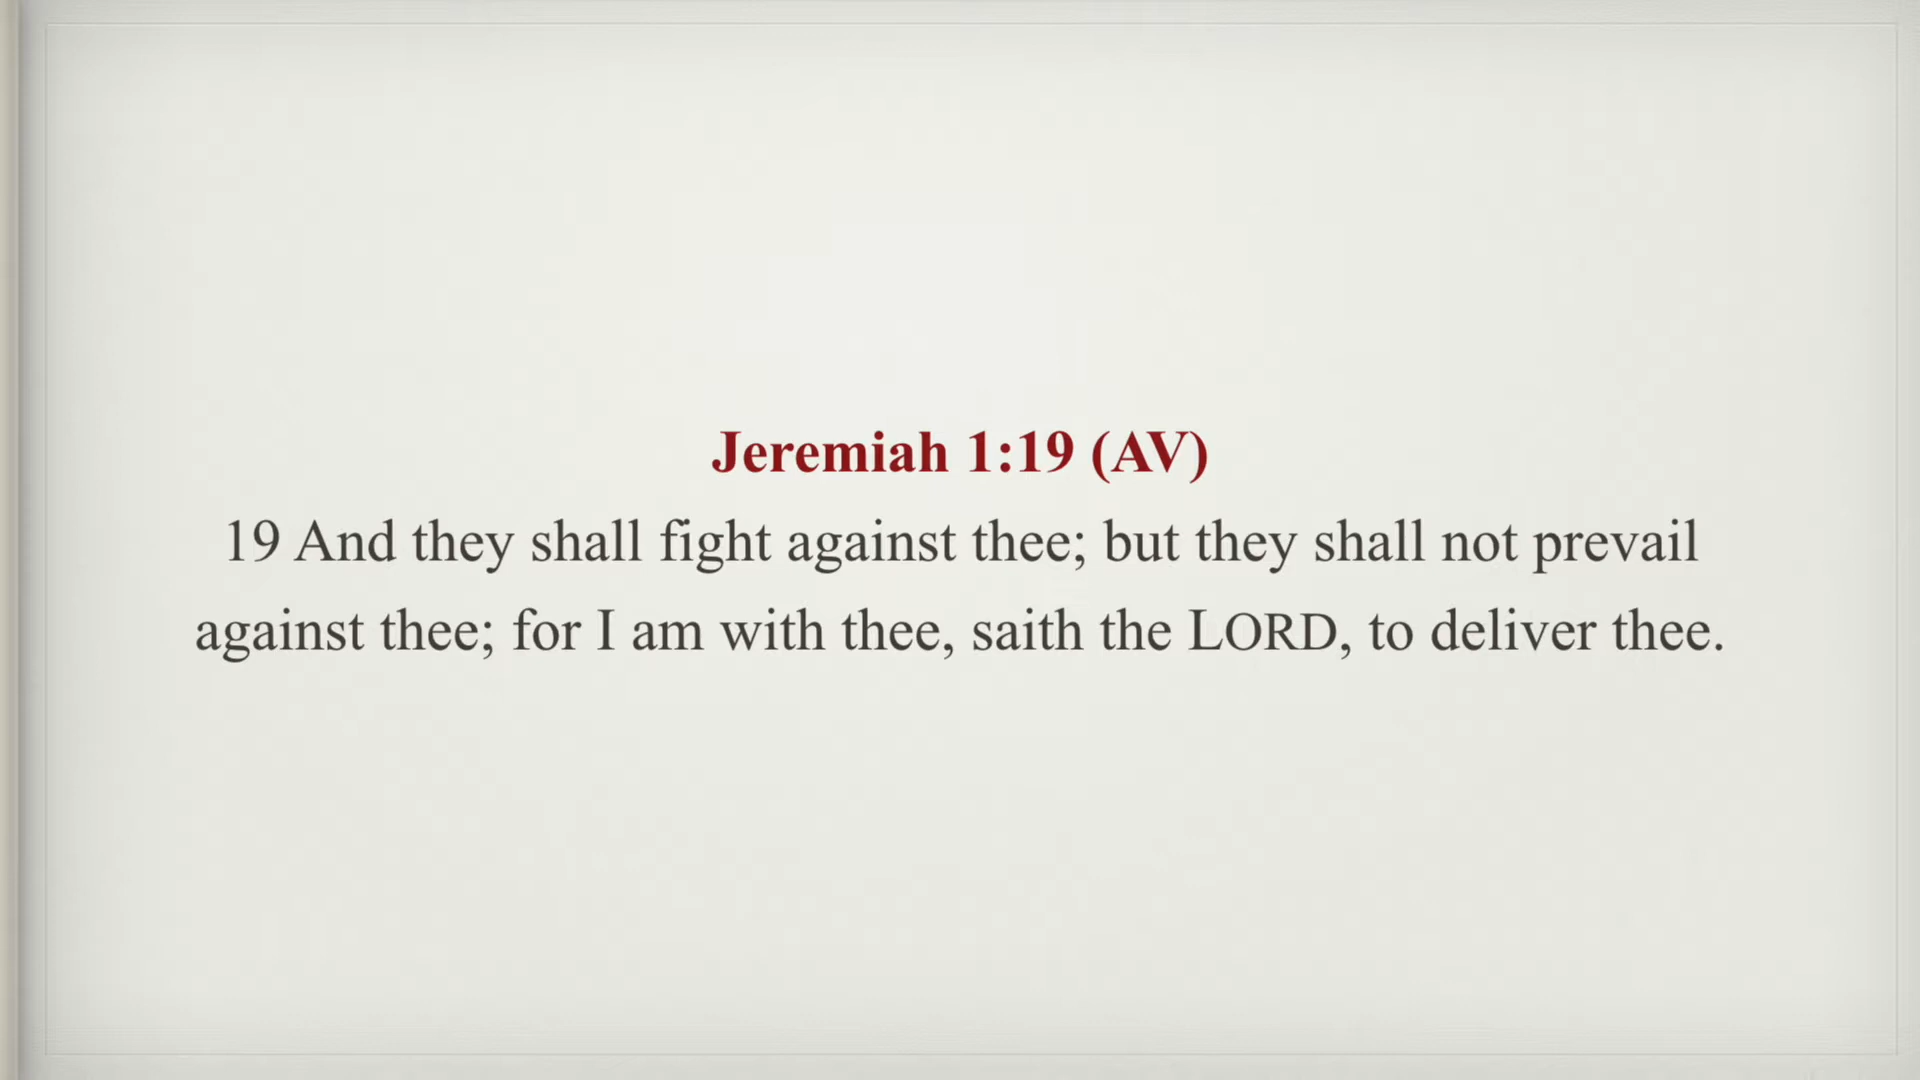 Jeremiah 1:19 (AV)
19 And they shall fight against thee; but they shall not prevail
against thee; for I am with thee, saith the LORD, to deliver thee.